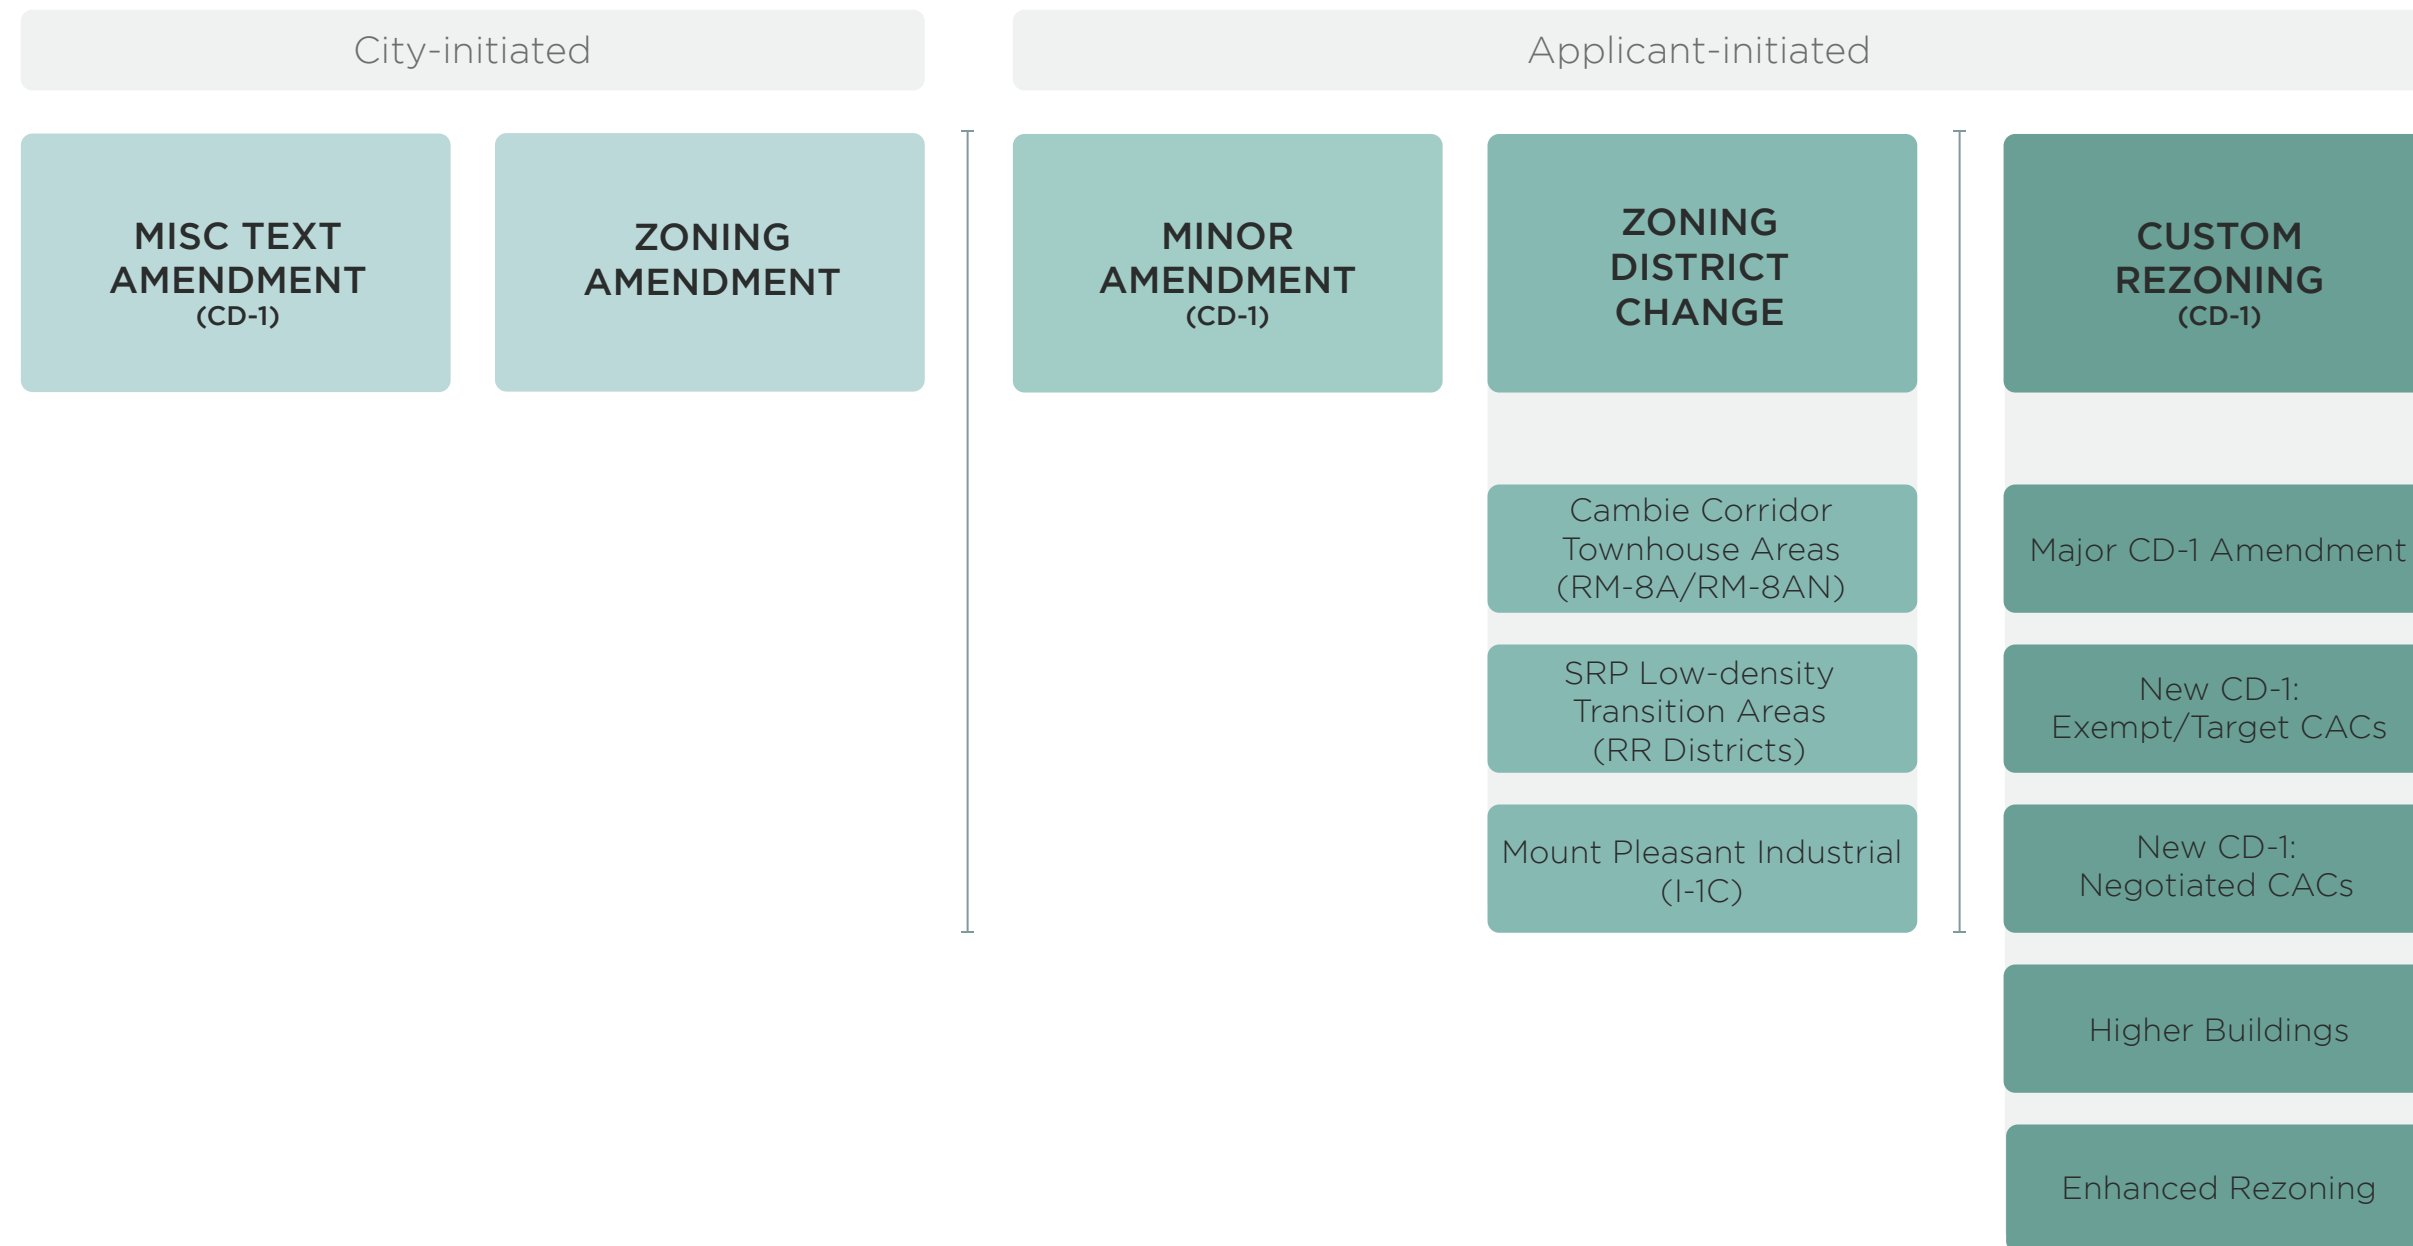 City-initiated
Applicant-initiated
MISC TEXT
AMENDMENT
(CD-1)
ZONING
AMENDMENT
MINOR
AMENDMENT
(CD-1)
ZONING
DISTRICT
CHANGE
CUSTOM
REZONING
(CD-1)
Cambie Corridor
Townhouse Areas
(RM-8A/RM-8AN)
SRP Low-density
Transition Areas
(RR Districts)
Mount Pleasant Industrial
(I-1C)
Major CD-1 Amendment
New CD-1:
Exempt/Target CACs
New CD-1:
Negotiated CACs
Higher Buildings
Enhanced Rezoning